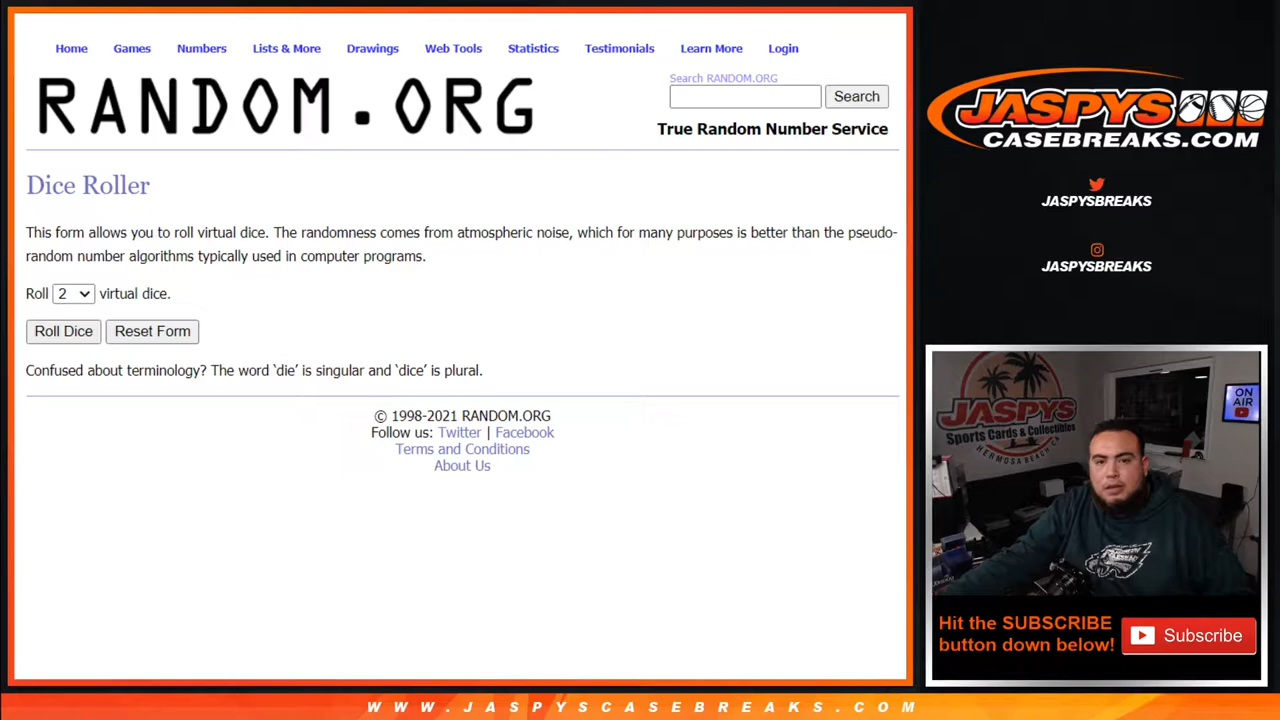 Home Games Numbers Lists & More Drawings Web Tools Statistics Testimonials Learn More Login
RANDOM.ORG
Search RANDOM.ORG
Search
True Random Number Service
Dice Roller
This form allows you to roll virtual dice. The randomness comes from atmospheric noise, which for many purposes is better than the pseudo-
random number algorithms typically used in computer programs.
Roll 2 virtual dice.
Roll Dice Reset Form
Confused about terminology? The word ‘die’ is singular and ‘dice’ is plural.
© 1998-2021 RANDOM.ORG
Follow us: Twitter | Facebook
Terms and Conditions
About Us
JASPYS
CASEBREAKS.COM
JASPYSBREAKS
JASPYSBREAKS
JASPYS
Sports Cards & Collectibles
HERMOSA BEACH, CA
ON
AIR
Hit the SUBSCRIBE
button down below!
Subscribe
WWW.JASPYSCASEBREAKS.COM